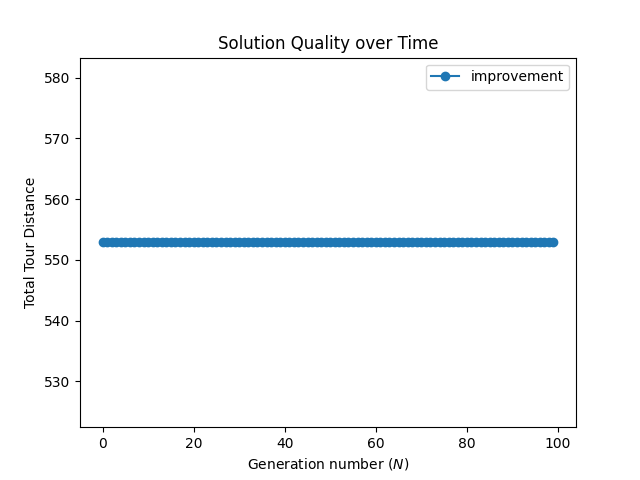 Solution Quality over Time
improvement
Total Tour Distance
580
570
560
550
540
530
0 20 40 60 80 100
Generation number (N)